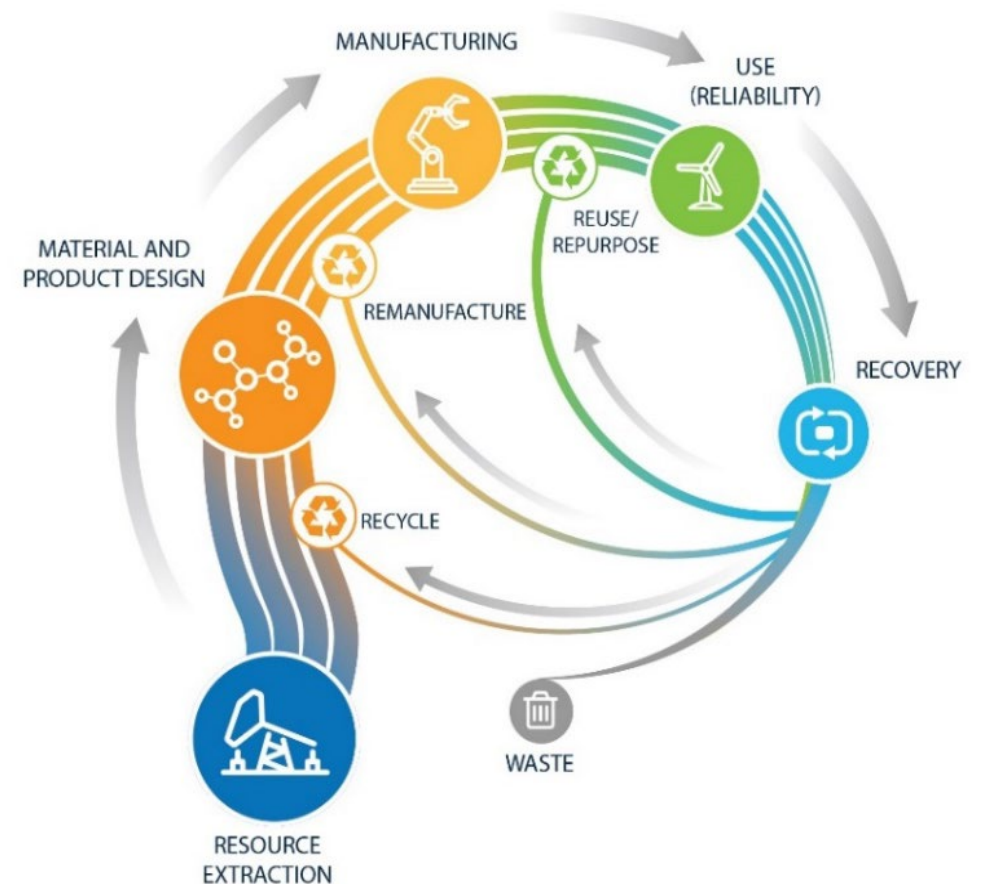 MANUFACTURING
USE
(RELIABILITY)
REUSE/
REPURPOSE
MATERIAL AND
PRODUCT DESIGN
REMANUFACTURE
RECOVERY
RECYCLE
WASTE
RESOURCE
EXTRACTION